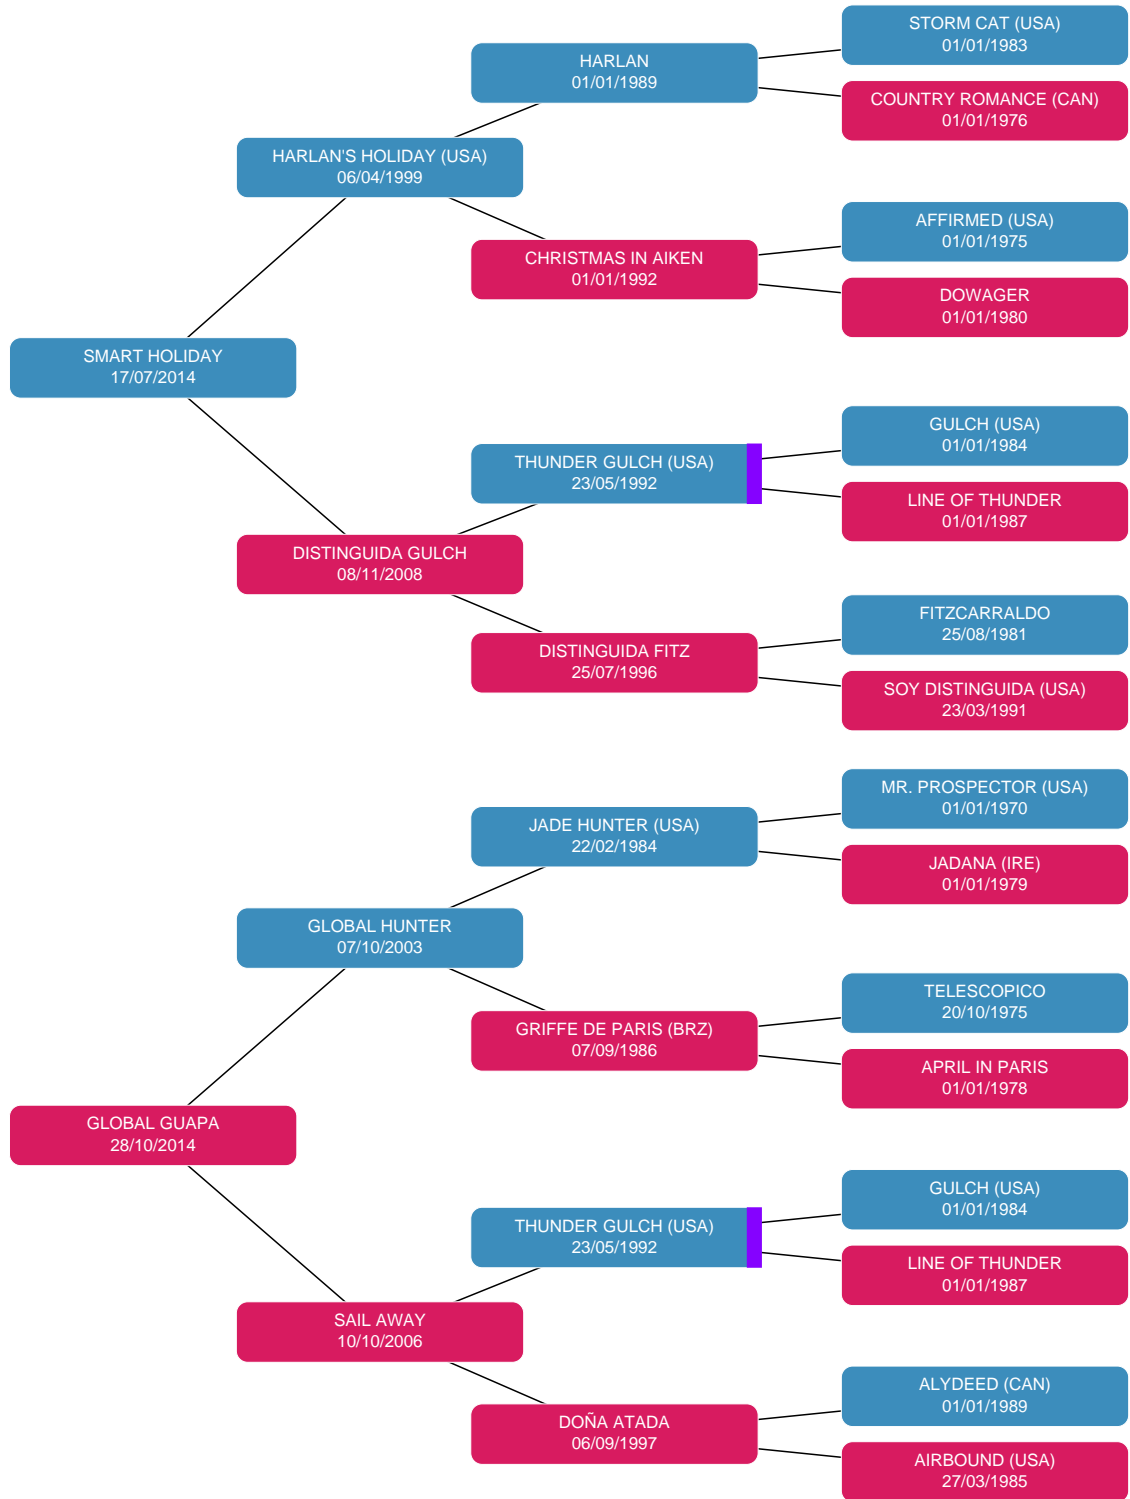 STORM CAT (USA)
01/01/1983
HARLAN
01/01/1989
COUNTRY ROMANCE (CAN)
01/01/1976
HARLAN'S HOLIDAY (USA)
06/04/1999
AFFIRMED (USA)
01/01/1975
CHRISTMAS IN AIKEN
01/01/1992
DOWAGER
01/01/1980
SMART HOLIDAY
17/07/2014
GULCH (USA)
01/01/1984
THUNDER GULCH (USA)
23/05/1992
LINE OF THUNDER
01/01/1987
DISTINGUIDA GULCH
08/11/2008
FITZCARRALDO
25/08/1981
DISTINGUIDA FITZ
25/07/1996
SOY DISTINGUIDA (USA)
23/03/1991
MR. PROSPECTOR (USA)
01/01/1970
JADE HUNTER (USA)
22/02/1984
JADANA (IRE)
01/01/1979
GLOBAL HUNTER
07/10/2003
TELESCOPICO
20/10/1975
GRIFFE DE PARIS (BRZ)
07/09/1986
APRIL IN PARIS
01/01/1978
GLOBAL GUAPA
28/10/2014
GULCH (USA)
01/01/1984
THUNDER GULCH (USA)
23/05/1992
LINE OF THUNDER
01/01/1987
SAIL AWAY
10/10/2006
ALYDEED (CAN)
01/01/1989
DOÑA ATADA
06/09/1997
AIRBOUND (USA)
27/03/1985